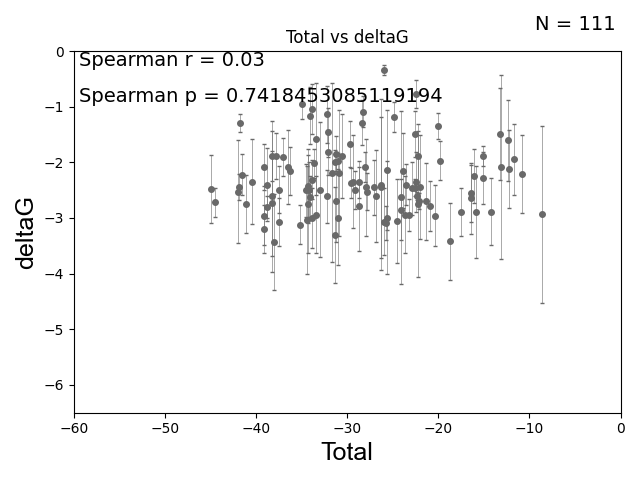 N = 111
Total vs deltaG
Spearman r = 0.03
Spearman p = 0.7418453085119194
0
−1
−2
−3
−4
−5
−6
deltaG
−60 −50 −40 −30 −20 −10 0
Total